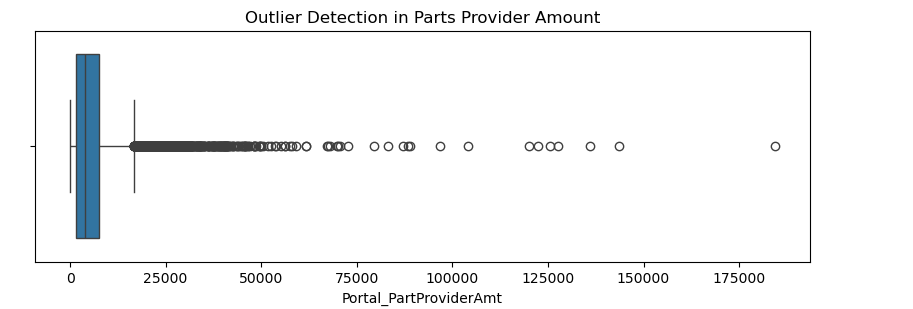 Outlier Detection in Parts Provider Amount
0 25000 50000 75000 100000 125000 150000 175000
Portal_PartProviderAmt